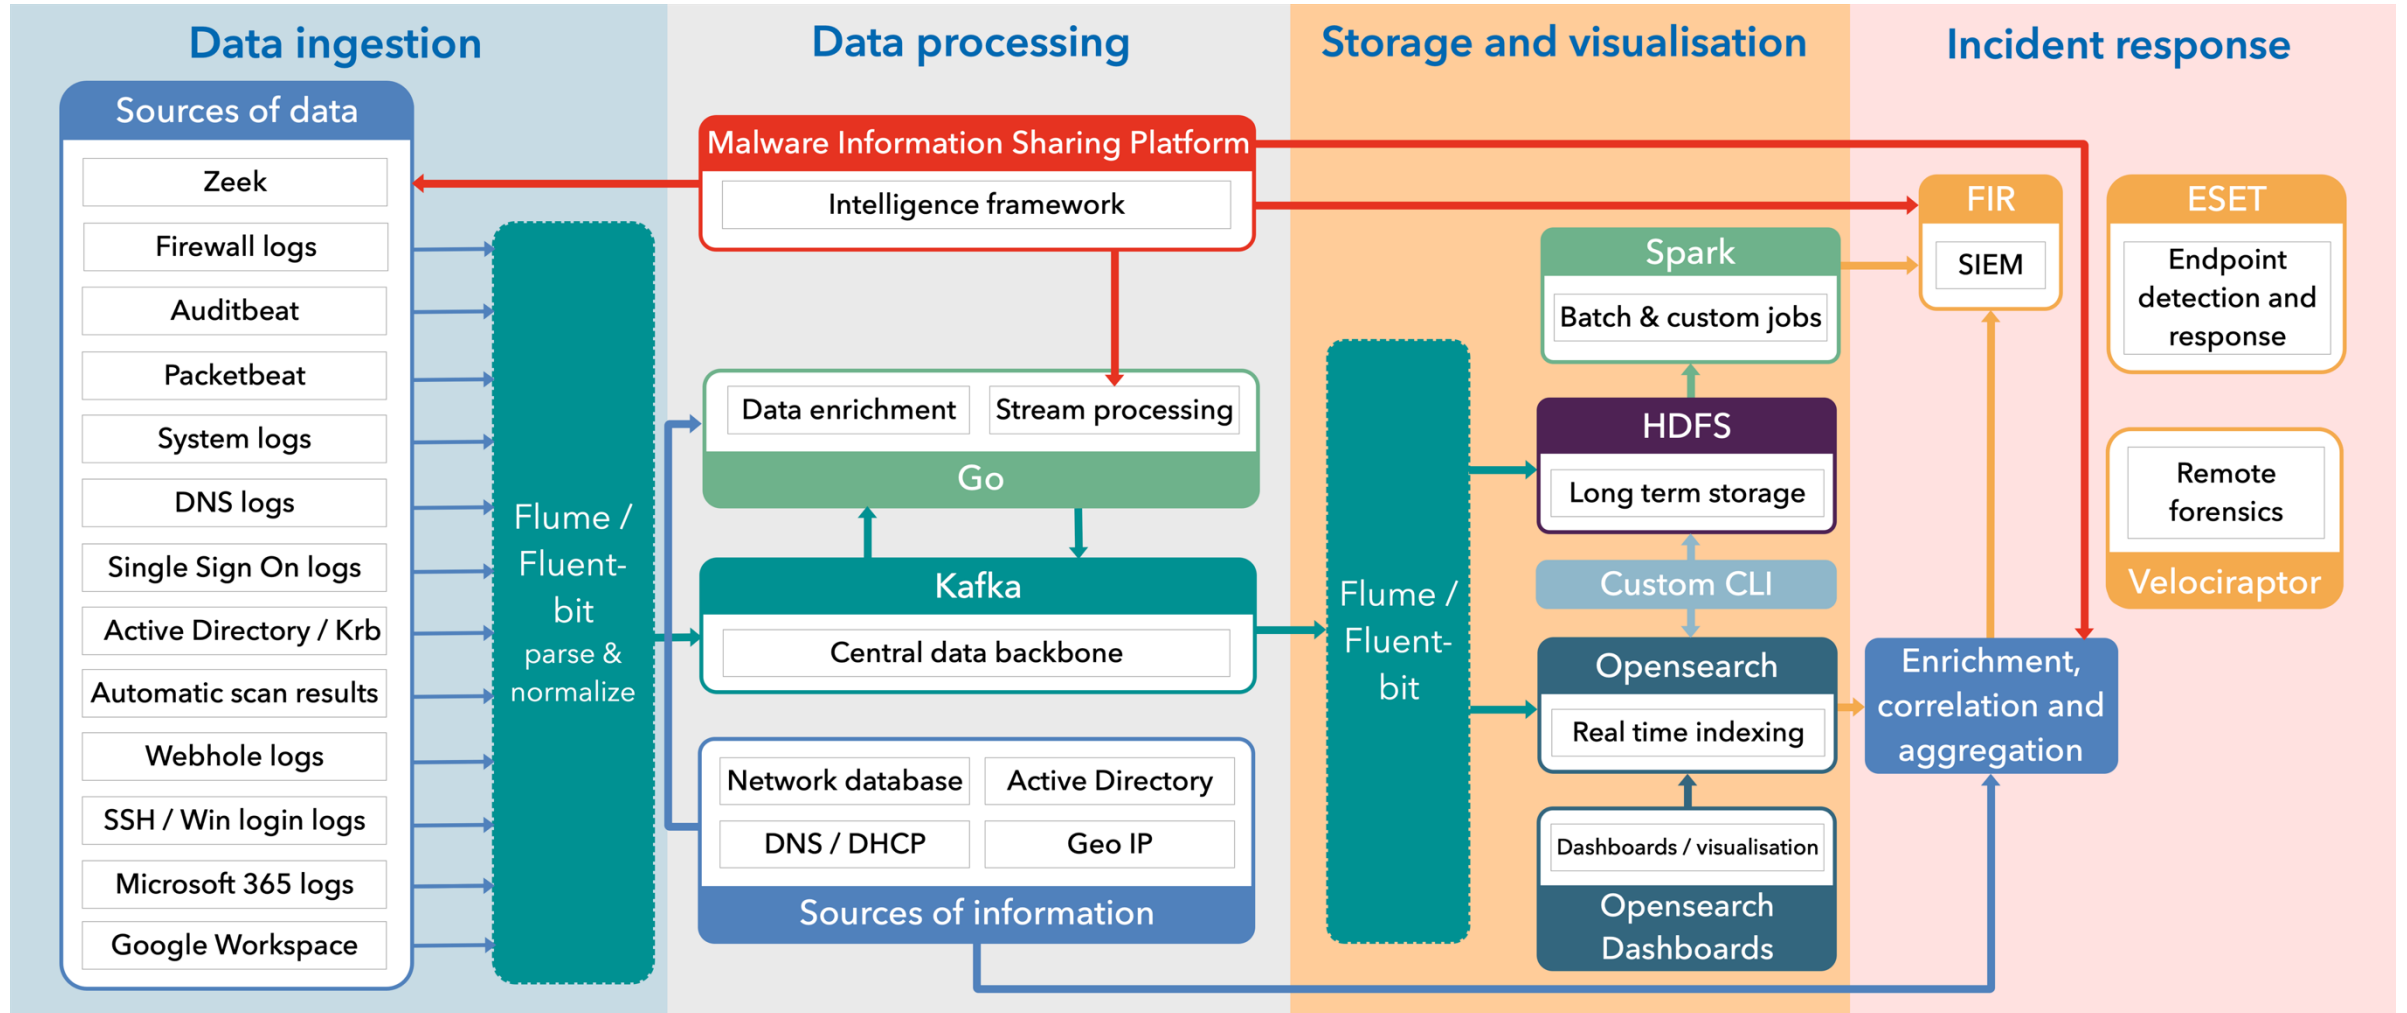 Data ingestion
Data processing
Storage and visualisation
Incident response
Sources of data
Zeek
Firewall logs
Auditbeat
Packetbeat
System logs
DNS logs
Single Sign On logs
Active Directory / Krb
Automatic scan results
Webhole logs
SSH / Win login logs
Microsoft 365 logs
Google Workspace
Flume /
Fluent-
bit
parse &
normalize
Malware Information Sharing Platform
Intelligence framework
Data enrichment
Stream processing
Go
Kafka
Central data backbone
Network database
Active Directory
DNS / DHCP
Geo IP
Sources of information
Flume /
Fluent-
bit
Spark
Batch & custom jobs
HDFS
Long term storage
Custom CLI
Opensearch
Real time indexing
Dashboards / visualisation
Opensearch
Dashboards
FIR
SIEM
ESET
Endpoint
detection and
response
Remote
forensics
Velociraptor
Enrichment,
correlation and
aggregation